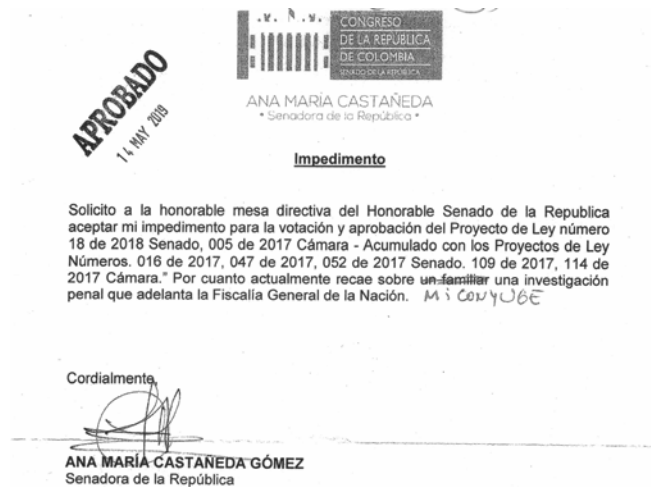 CONGRESO
DE LA REPÚBLICA
DE COLOMBIA
SENADO DE LA REPÚBLICA
ANA MARÍA CASTAÑEDA
* Senadora de la República *
APROBADO
14 MAY 2019
Impedimento
Solicito a la honorable mesa directiva del Honorable Senado de la Republica
aceptar mi impedimento para la votación y aprobación del Proyecto de Ley número
18 de 2018 Senado, 005 de 2017 Cámara - Acumulado con los Proyectos de Ley
Números. 016 de 2017, 047 de 2017, 052 de 2017 Senado. 109 de 2017, 114 de
2017 Cámara." Por cuanto actualmente recae sobre un familiar una investigación
penal que adelanta la Fiscalía General de la Nación. Mi CONYUGE
Cordialmente,
ANA MARÍA CASTAÑEDA GÓMEZ
Senadora de la República